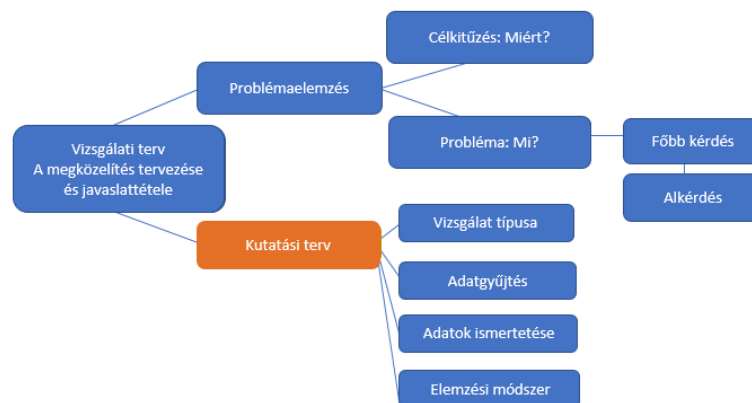 Célkitűzés: Miért?
Problémaelemzés
Vizsgálati terv
A megközelítés tervezése
és javaslattétele
Probléma: Mi?
Főbb kérdés
Alkérdés
Kutatási terv
Vizsgálat típusa
Adatgyűjtés
Adatok ismertetése
Elemzési módszer